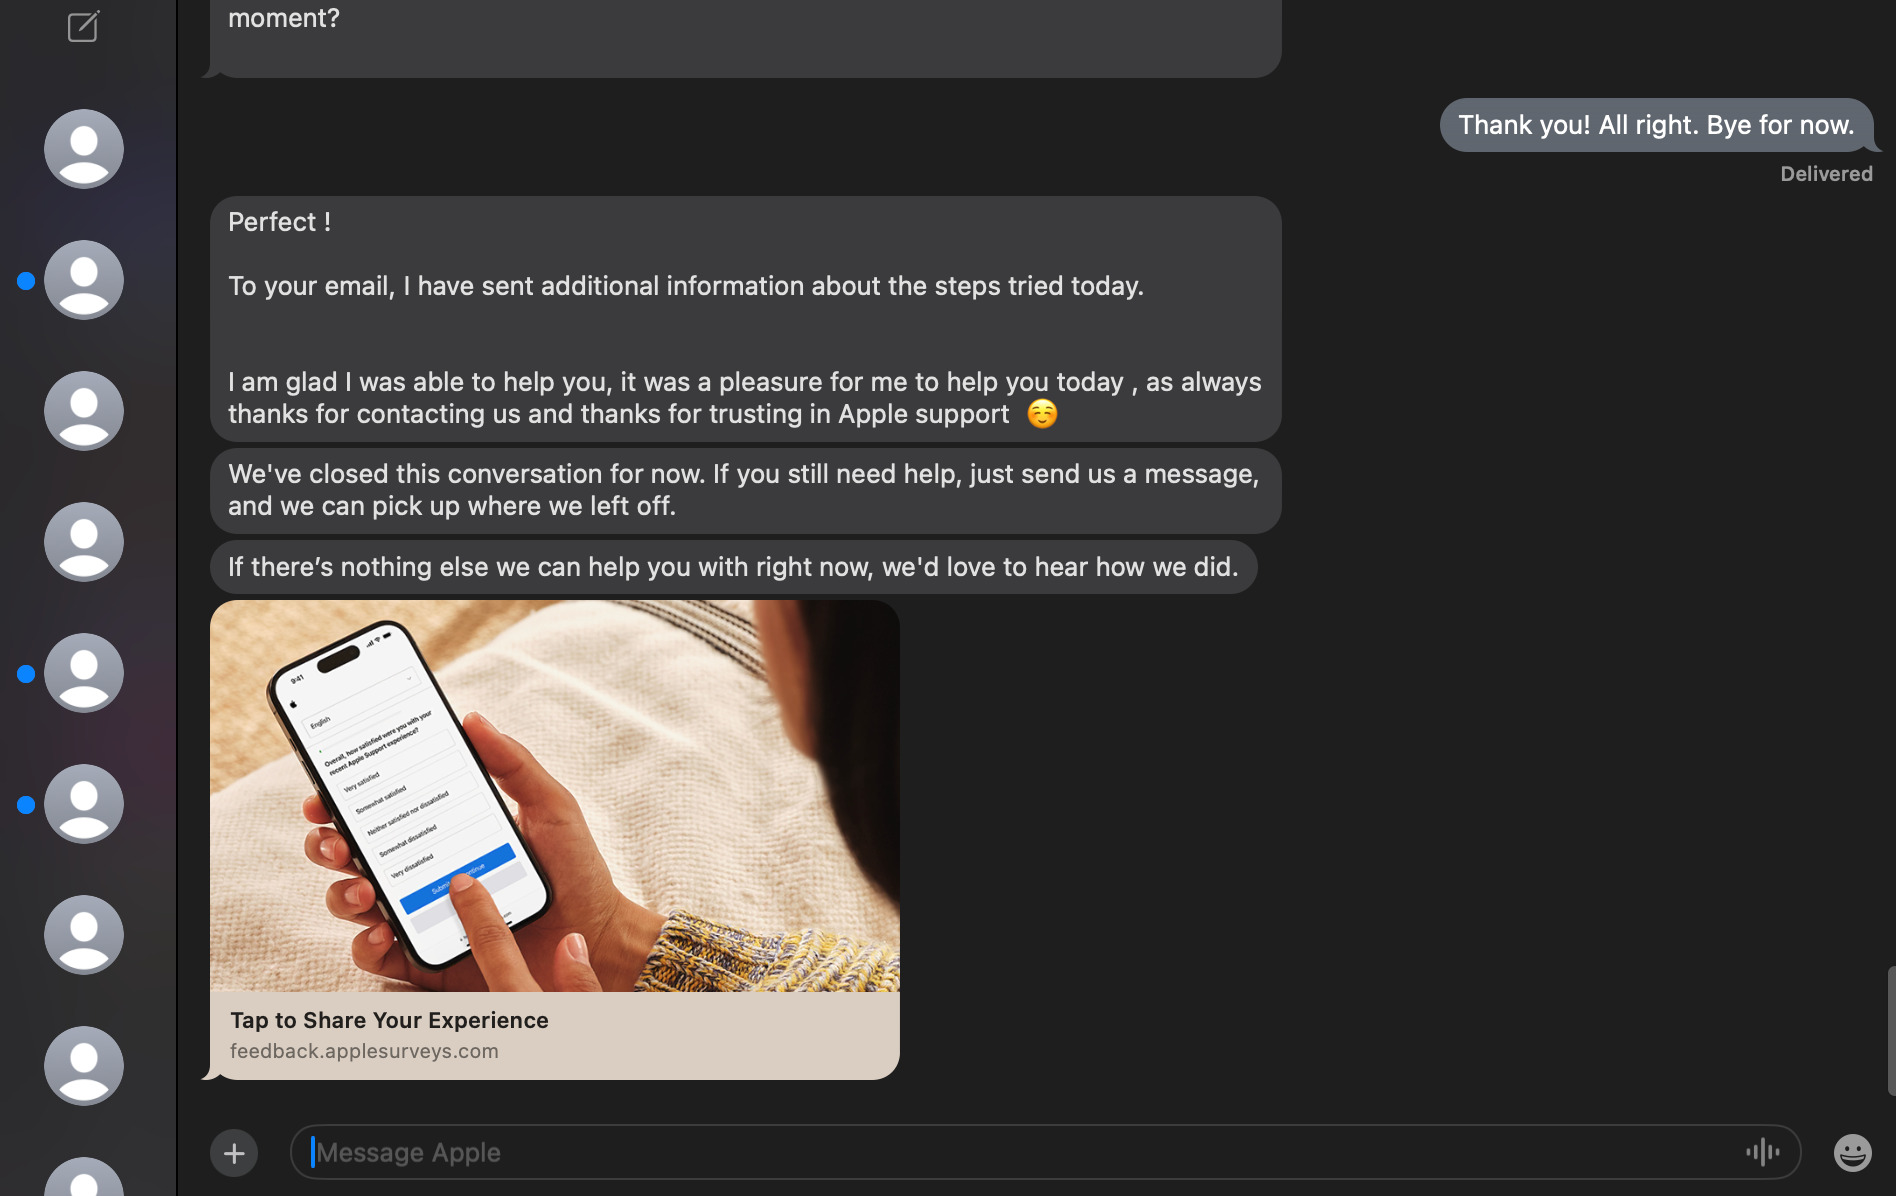 moment?
Thank you! All right. Bye for now.
Delivered
Perfect !
To your email, I have sent additional information about the steps tried today.
I am glad I was able to help you, it was a pleasure for me to help you today , as always
thanks for contacting us and thanks for trusting in Apple support ☺️
We've closed this conversation for now. If you still need help, just send us a message,
and we can pick up where we left off.
If there’s nothing else we can help you with right now, we'd love to hear how we did.
9:41
English
Overall, how satisfied were you with your
recent Apple Support experience?
Very satisfied
Somewhat satisfied
Neither satisfied nor dissatisfied
Somewhat dissatisfied
Very dissatisfied
Tap to Share Your Experience
feedback.applesurveys.com
Message Apple